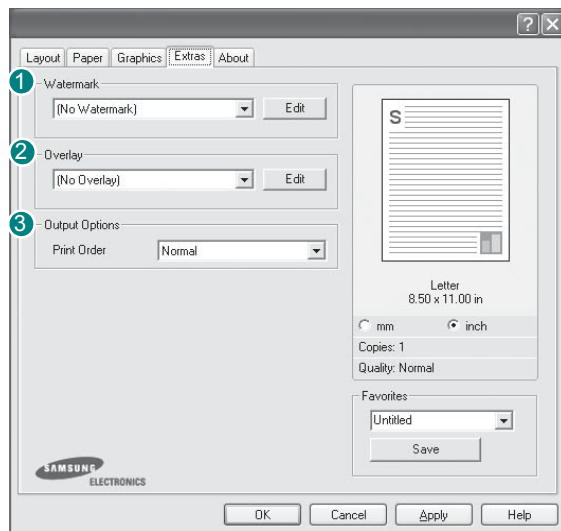 ? X
Layout Paper Graphics Extras About
1 Watermark
(No Watermark) Edit
2 Overlay
(No Overlay) Edit
3 Output Options
Print Order Normal
S
Letter
8.50 x 11.00 in
mm inch
Copies: 1
Quality: Normal
Favorites
Untitled
Save
SAMSUNG
ELECTRONICS
OK Cancel Apply Help